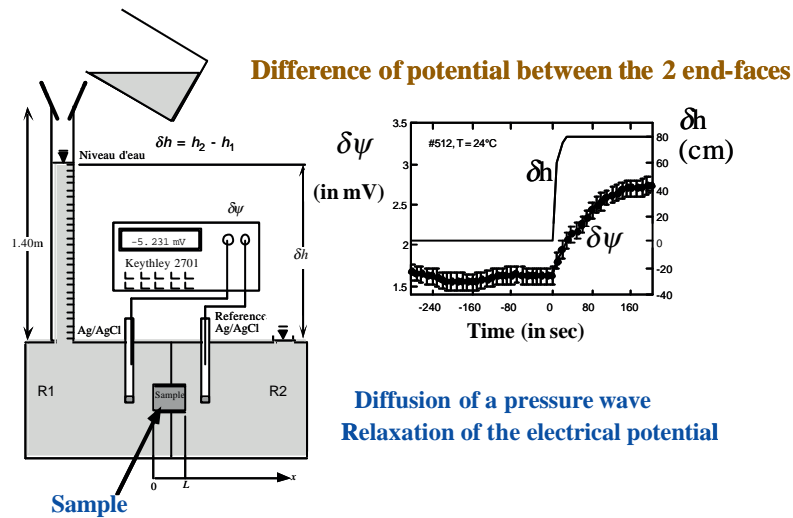 Difference of potential between the 2 end-faces
Niveau d'eau
δh = h₂ - h₁
1.40m
δψ
-5.231 mV
Keythley 2701
δh
Ag/AgCl
Reference
Ag/AgCl
R1
Sample
R2
0
L
x
Sample
δψ
(in mV)
3.5
3
2.5
2
1.5
#512, T = 24°C
δh
δψ
80
60
40
20
0
-20
-40
δh
(cm)
-240
-160
-80
0
80
160
Time (in sec)
Diffusion of a pressure wave
Relaxation of the electrical potential